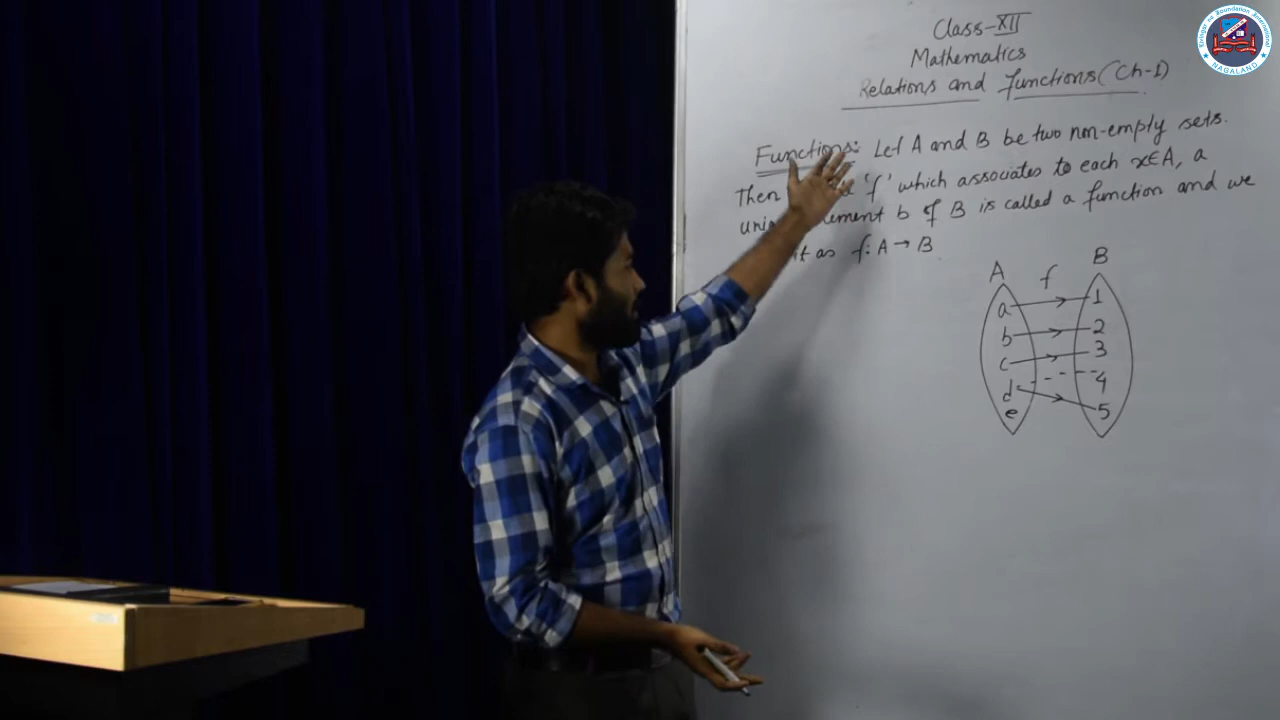 Class-XII
Mathematics
Relations and functions (Ch-1)
Functions: Let A and B be two non-empty sets.
Then 'f' which associates to each x∈A, a
element b of B is called a function and we
it as f: A → B
A f B
a 1
b 2
c 3
d 4
e 5
NAGALAND